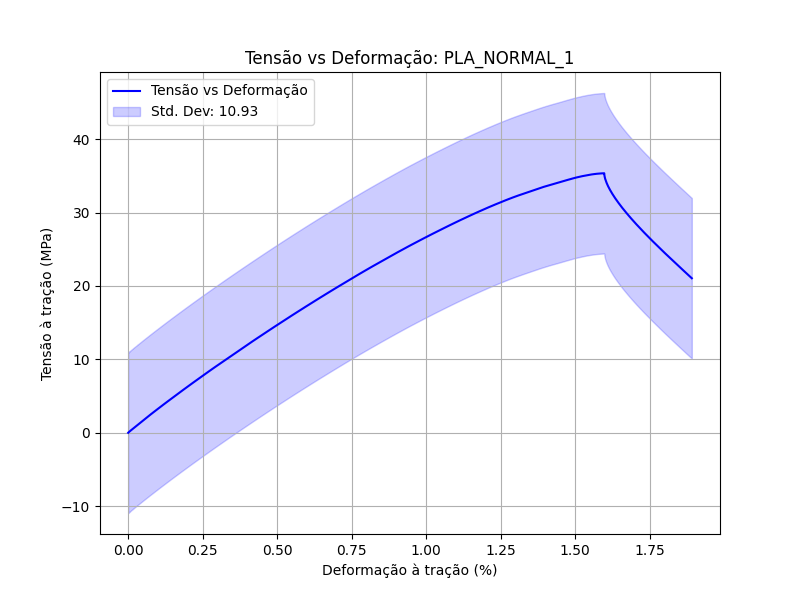 Tensão vs Deformação: PLA_NORMAL_1
Tensão vs Deformação
Std. Dev: 10.93
Tensão à tração (MPa)
40
30
20
10
0
−10
0.00 0.25 0.50 0.75 1.00 1.25 1.50 1.75
Deformação à tração (%)